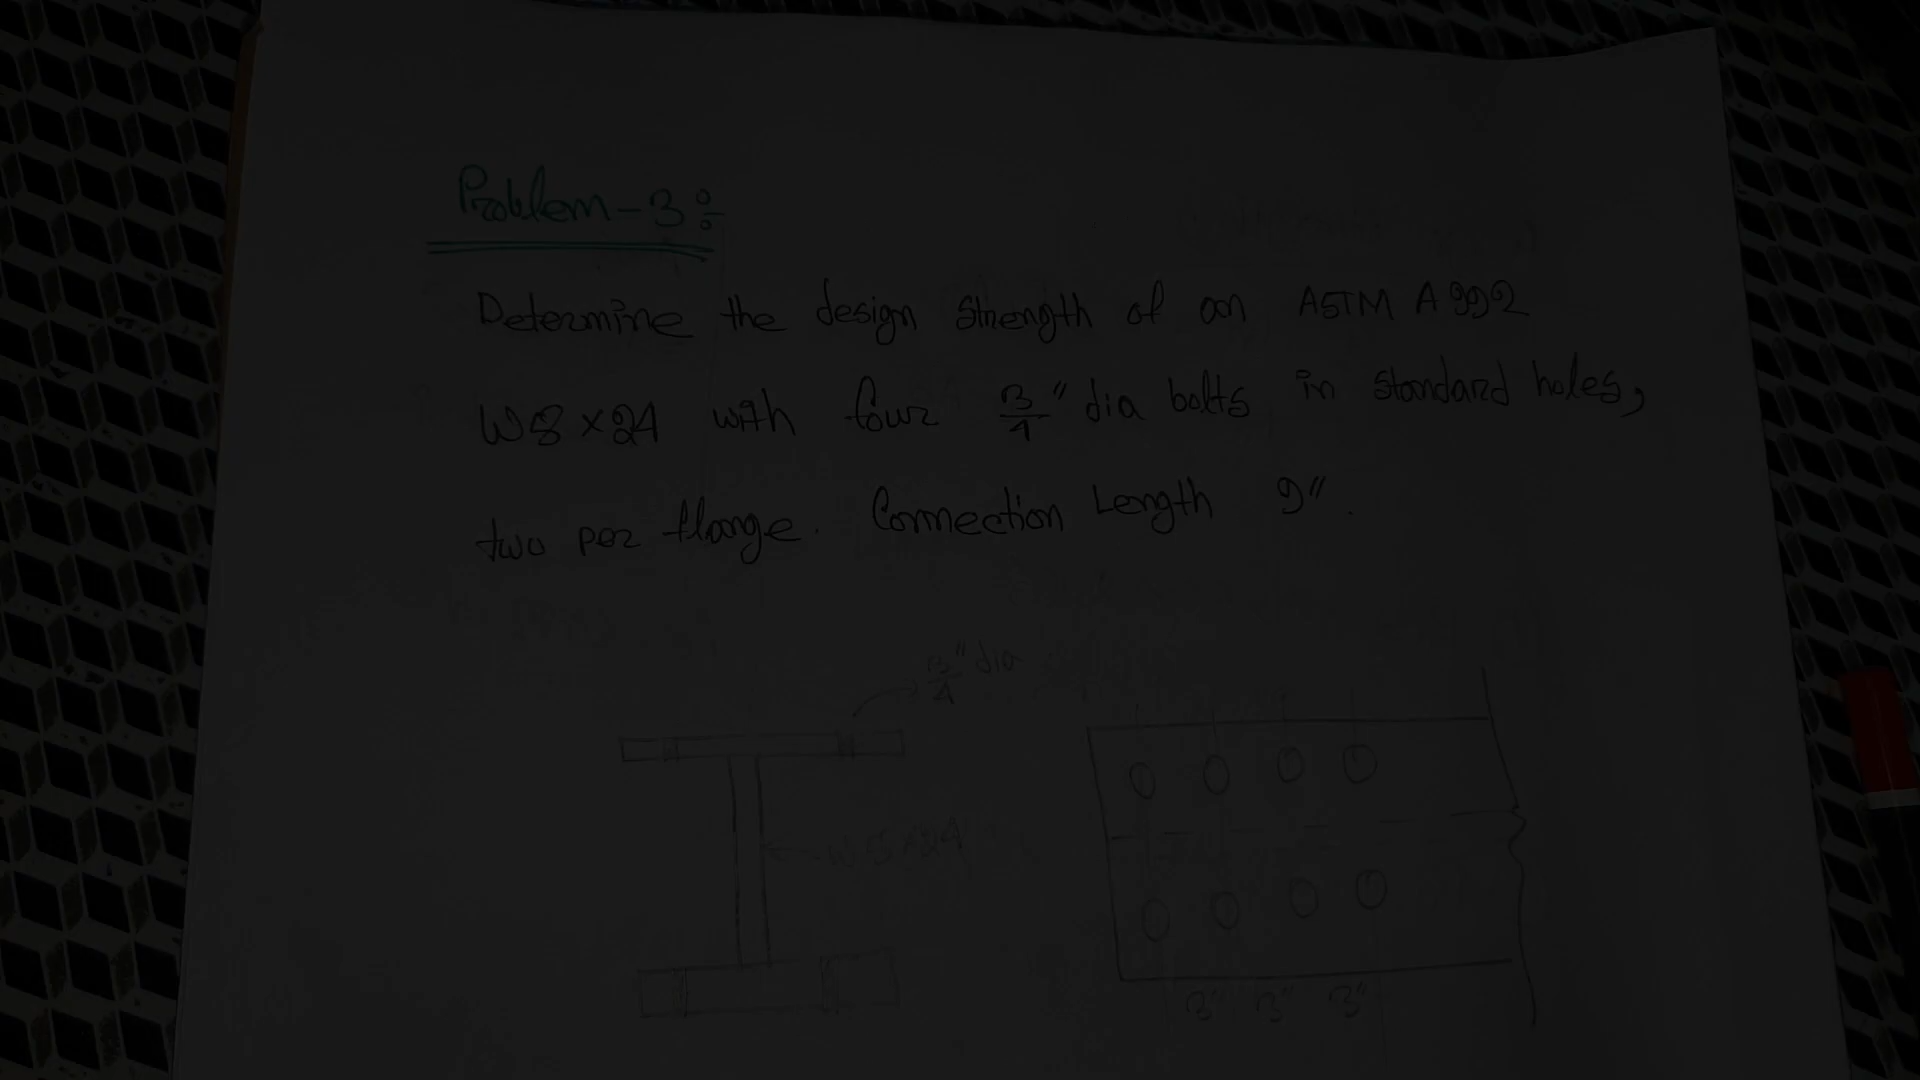 Problem-3:
Determine the design strength of an ASTM A992
W8×24 with four 3/4" dia bolts in standard holes,
two per flange. Connection Length 9".
3/4" dia
W8×24
3" 3" 3"